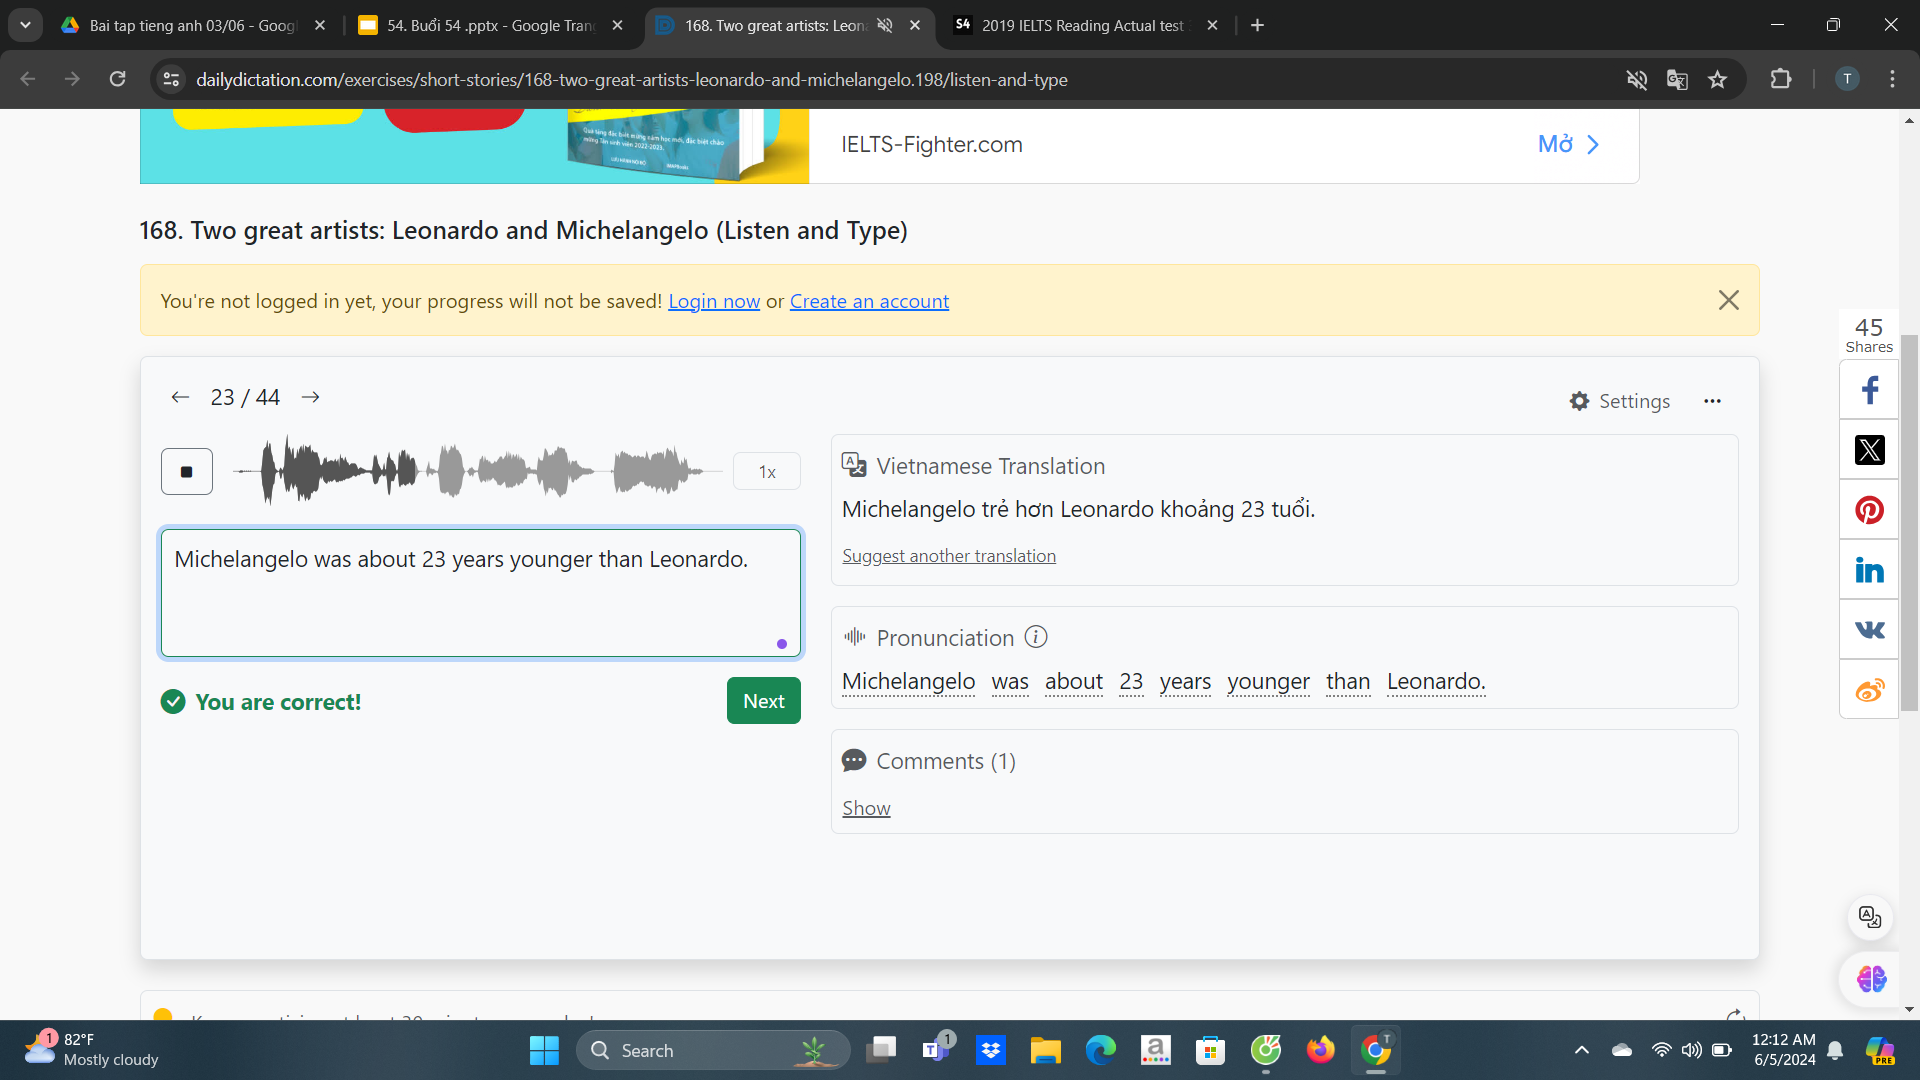 Bai tap tieng anh 03/06 - Googl
54. Buổi 54 .pptx - Google Tran
168. Two great artists: Leona
S4 2019 IELTS Reading Actual test
dailydictation.com/exercises/short-stories/168-two-great-artists-leonardo-and-michelangelo.198/listen-and-type
T
IELTS-Fighter.com
Mở
168. Two great artists: Leonardo and Michelangelo (Listen and Type)
You're not logged in yet, your progress will not be saved! Login now or Create an account
45
Shares
23 / 44
Settings
1x
Vietnamese Translation
Michelangelo trẻ hơn Leonardo khoảng 23 tuổi.
Suggest another translation
Michelangelo was about 23 years younger than Leonardo.
Pronunciation
Michelangelo was about 23 years younger than Leonardo.
You are correct!
Next
Comments (1)
Show
1
82°F
Mostly cloudy
Search
1
12:12 AM
6/5/2024
PRE